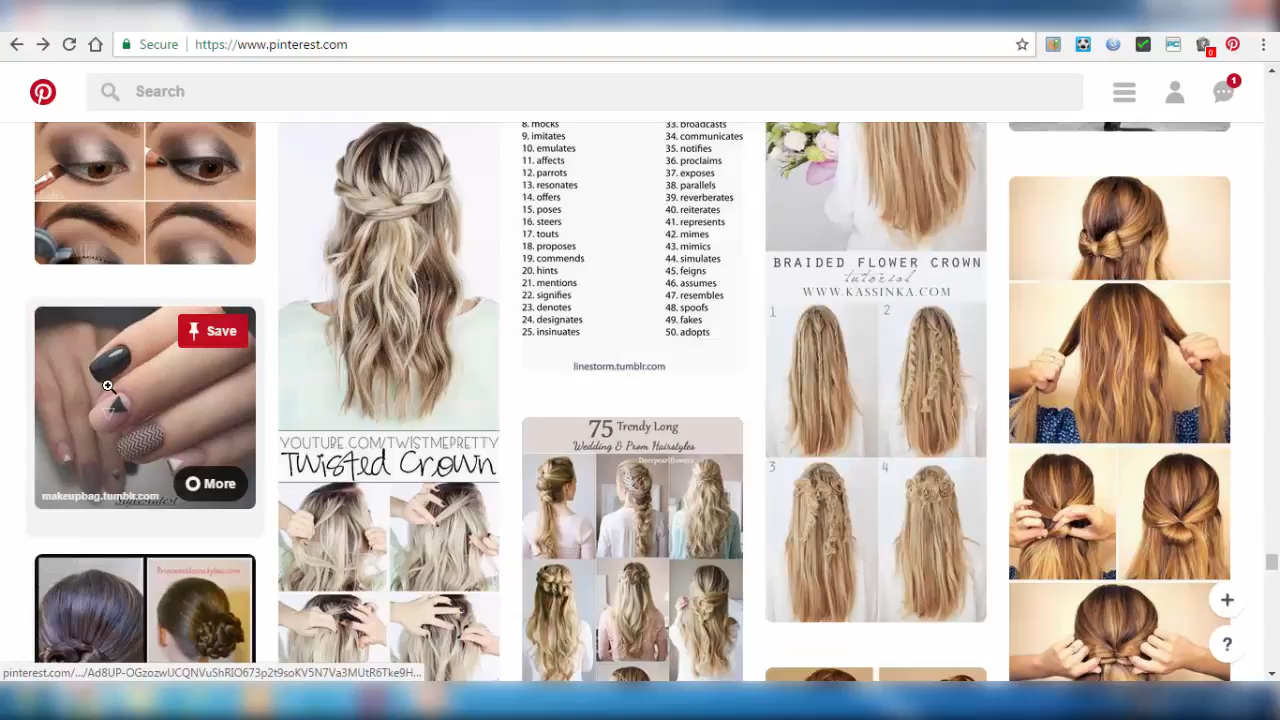 Secure
https://www.pinterest.com
0
Search
1
Save
makeupbag.tumblr.com
More
YOUTUBE.COM/TWISTMEPRETTY
Twisted Crown
8. mocks
9. imitates
10. emulates
11. affects
12. parrots
13. resonates
14. offers
15. poses
16. steers
17. touts
18. proposes
19. commends
20. hints
21. mentions
22. signifies
23. denotes
24. designates
25. insinuates
33. broadcasts
34. communicates
35. notifies
36. proclaims
37. exposes
38. parallels
39. reverberates
40. reiterates
41. represents
42. mimes
43. mimics
44. simulates
45. feigns
46. assumes
47. resembles
48. spoofs
49. fakes
50. adopts
linestorm.tumblr.com
75 Trendy Long
Wedding & Prom Hairstyles
Deerpearlflowers
BRAIDED FLOWER CROWN
tutorial
WWW.KASSINKA.COM
1
2
3
4
Princesshairstyles.com
+
?
pinterest.com/.../Ad8UP-OGzozwUCQNVuShRIO673p2t9soKV5N7Va3MUtR6Tke9H...